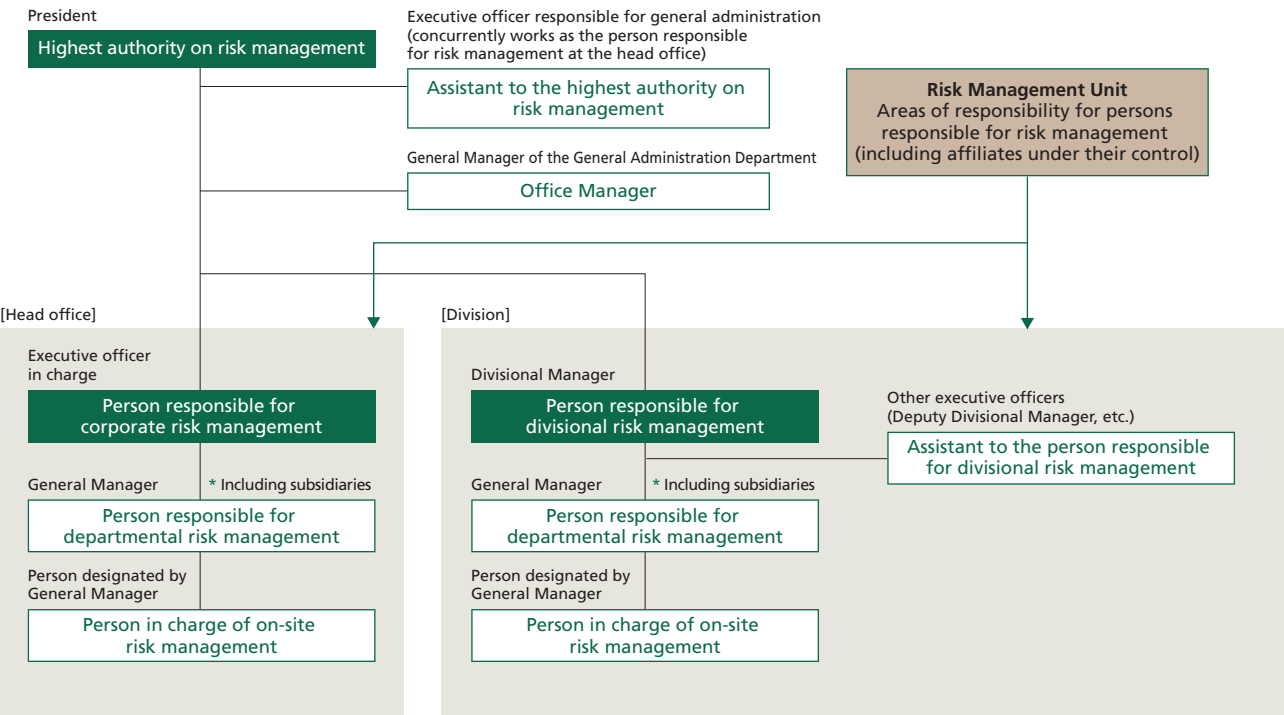 President
Highest authority on risk management
Executive officer responsible for general administration
(concurrently works as the person responsible
for risk management at the head office)
Assistant to the highest authority on
risk management
General Manager of the General Administration Department
Office Manager
Risk Management Unit
Areas of responsibility for persons
responsible for risk management
(including affiliates under their control)
[Head office]
Executive officer
in charge
Person responsible for
corporate risk management
General Manager
* Including subsidiaries
Person responsible for
departmental risk management
Person designated by
General Manager
Person in charge of on-site
risk management
[Division]
Divisional Manager
Person responsible for
divisional risk management
Other executive officers
(Deputy Divisional Manager, etc.)
Assistant to the person responsible
for divisional risk management
General Manager
* Including subsidiaries
Person responsible for
departmental risk management
Person designated by
General Manager
Person in charge of on-site
risk management